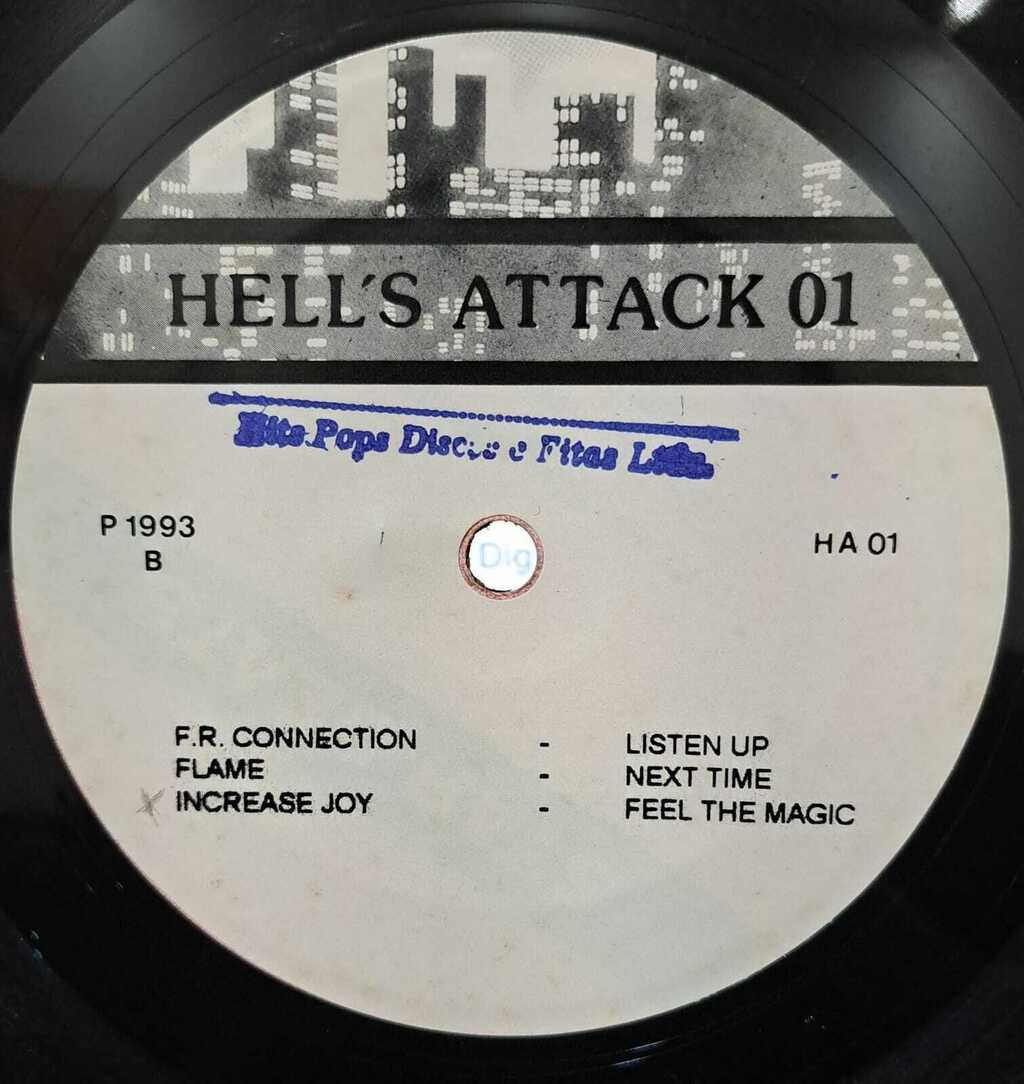 HELL'S ATTACK 01
Hits Pops Discos e Fitas Ltda.
P 1993
B
HA 01
Dig
F.R. CONNECTION - LISTEN UP
FLAME - NEXT TIME
INCREASE JOY - FEEL THE MAGIC